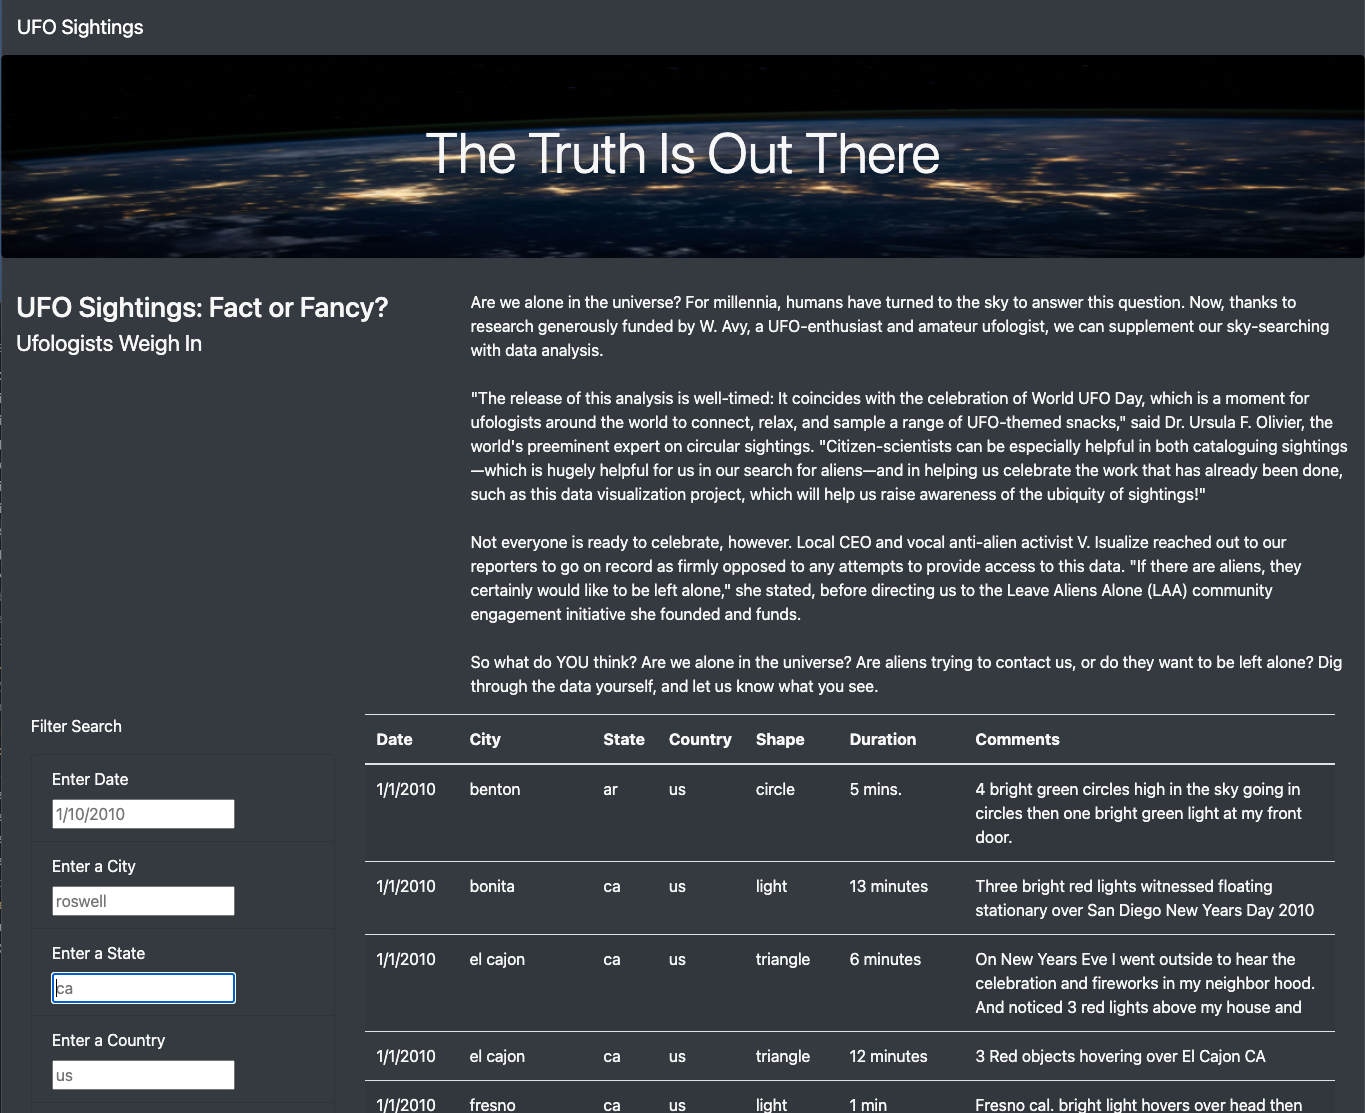 UFO Sightings
The Truth Is Out There
UFO Sightings: Fact or Fancy?
Ufologists Weigh In
Are we alone in the universe? For millennia, humans have turned to the sky to answer this question. Now, thanks to
research generously funded by W. Avy, a UFO-enthusiast and amateur ufologist, we can supplement our sky-searching
with data analysis.
"The release of this analysis is well-timed: It coincides with the celebration of World UFO Day, which is a moment for
ufologists around the world to connect, relax, and sample a range of UFO-themed snacks," said Dr. Ursula F. Olivier, the
world's preeminent expert on circular sightings. "Citizen-scientists can be especially helpful in both cataloguing sightings
—which is hugely helpful for us in our search for aliens—and in helping us celebrate the work that has already been done,
such as this data visualization project, which will help us raise awareness of the ubiquity of sightings!"
Not everyone is ready to celebrate, however. Local CEO and vocal anti-alien activist V. Isualize reached out to our
reporters to go on record as firmly opposed to any attempts to provide access to this data. "If there are aliens, they
certainly would like to be left alone," she stated, before directing us to the Leave Aliens Alone (LAA) community
engagement initiative she founded and funds.
So what do YOU think? Are we alone in the universe? Are aliens trying to contact us, or do they want to be left alone? Dig
through the data yourself, and let us know what you see.
Filter Search
Enter Date
1/10/2010
Enter a City
roswell
Enter a State
ca
Enter a Country
us
Date City State Country Shape Duration Comments
1/1/2010 benton ar us circle 5 mins. 4 bright green circles high in the sky going in
circles then one bright green light at my front
door.
1/1/2010 bonita ca us light 13 minutes Three bright red lights witnessed floating
stationary over San Diego New Years Day 2010
1/1/2010 el cajon ca us triangle 6 minutes On New Years Eve I went outside to hear the
celebration and fireworks in my neighbor hood.
And noticed 3 red lights above my house and
1/1/2010 el cajon ca us triangle 12 minutes 3 Red objects hovering over El Cajon CA
1/1/2010 fresno ca us light 1 min Fresno cal. bright light hovers over head then